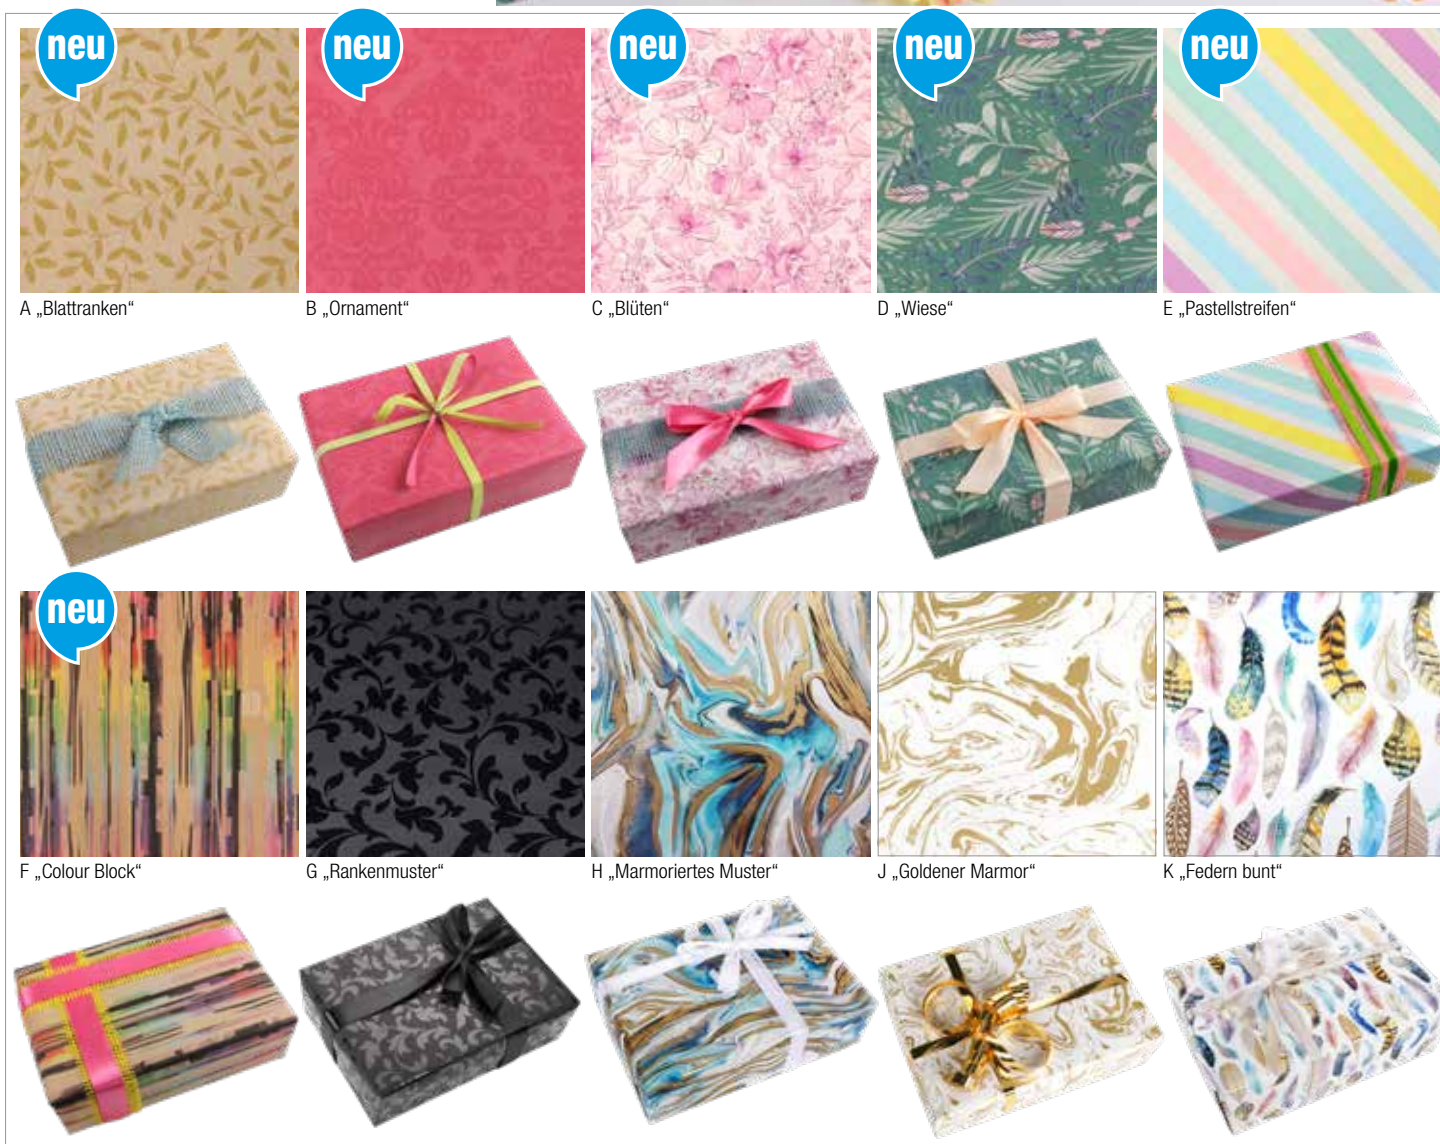 neu
neu
neu
neu
neu
A „Blattranken“
B „Ornament“
C „Blüten“
D „Wiese“
E „Pastellstreifen“
neu
F „Colour Block“
G „Rankenmuster“
H „Marmoriertes Muster“
J „Goldener Marmor“
K „Federn bunt“